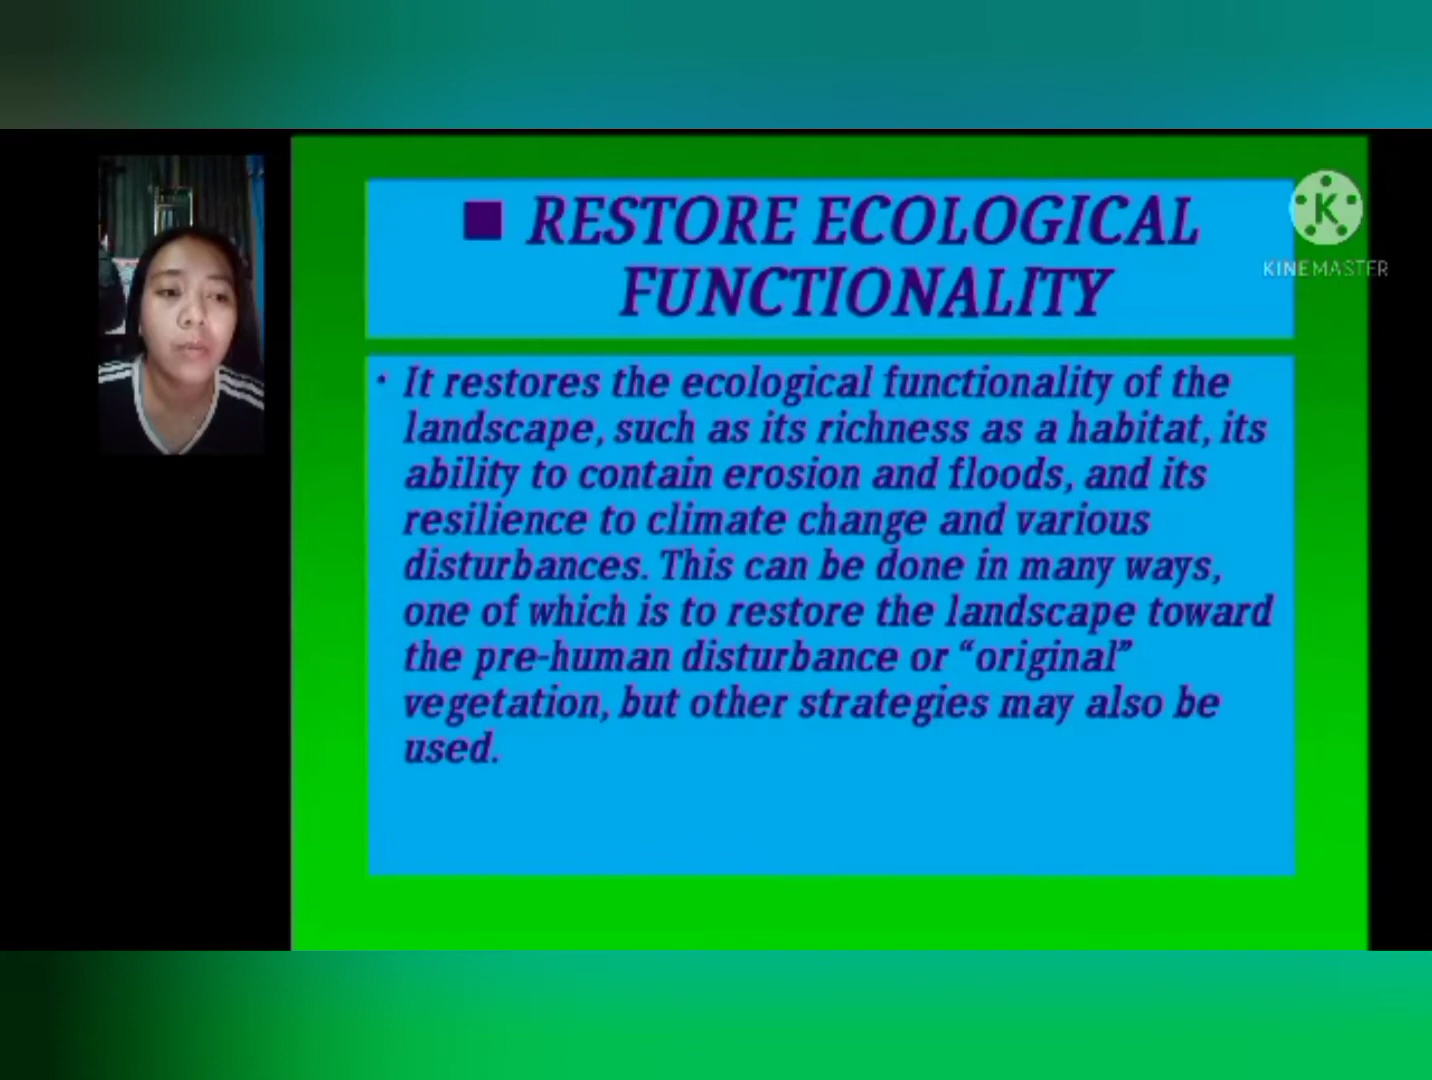 ■ RESTORE ECOLOGICAL
FUNCTIONALITY
K
KINEMASTER
• It restores the ecological functionality of the
landscape, such as its richness as a habitat, its
ability to contain erosion and floods, and its
resilience to climate change and various
disturbances. This can be done in many ways,
one of which is to restore the landscape toward
the pre-human disturbance or “original”
vegetation, but other strategies may also be
used.